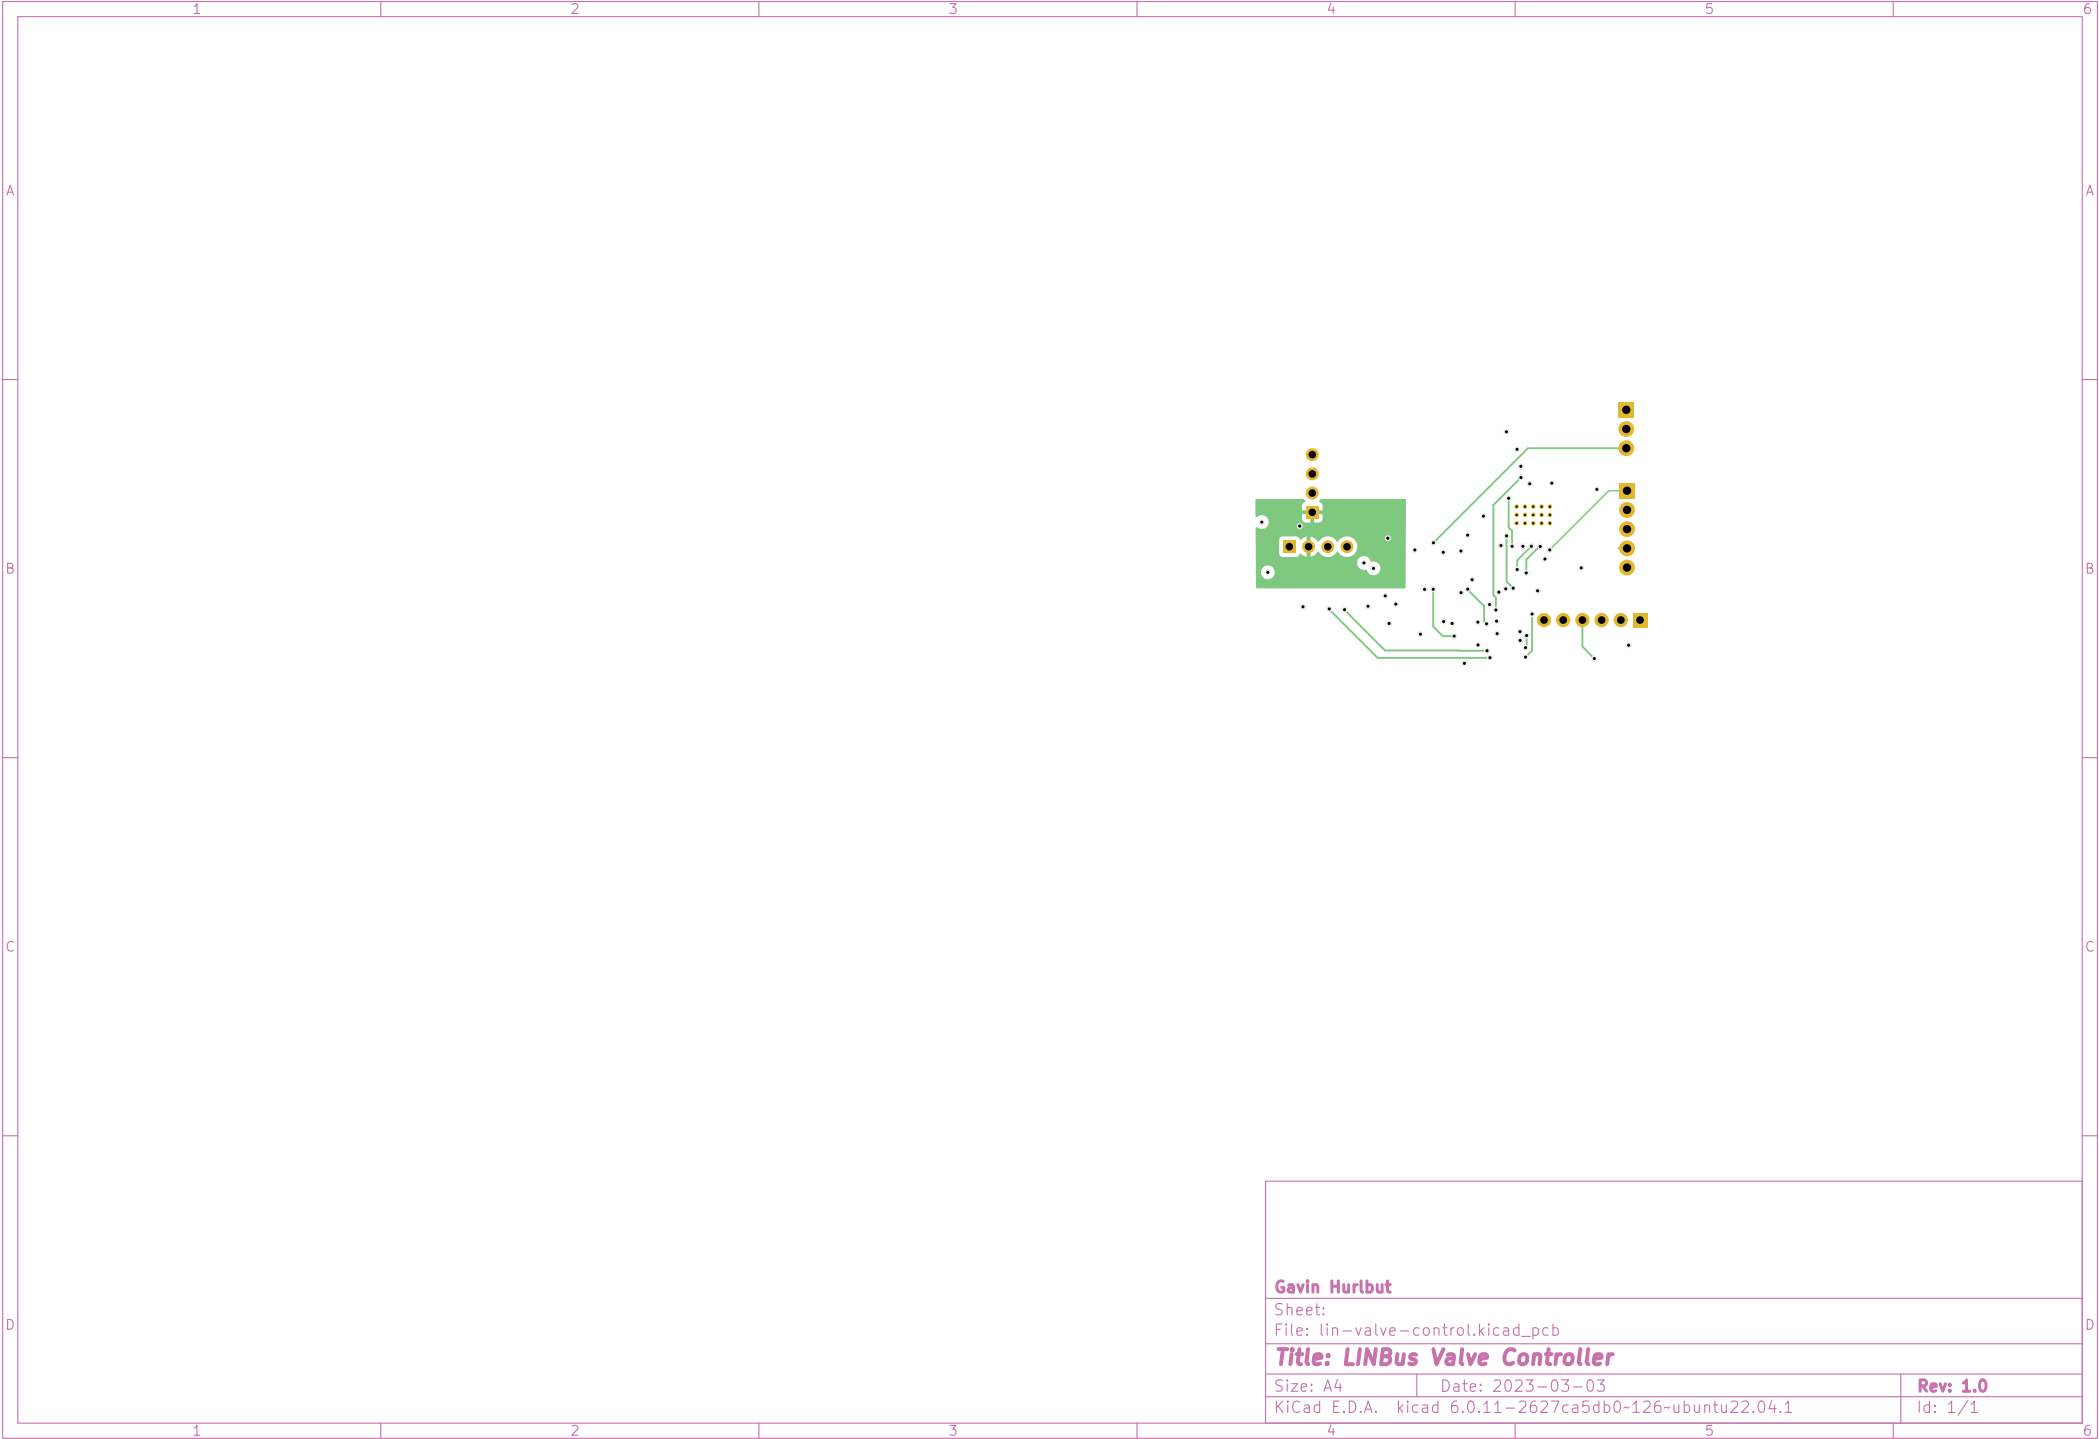 1 2 3 4 5 6
A A
B B
C C
Gavin Hurlbut
Sheet:
File: lin-valve-control.kicad_pcb
D D
Title: LINBus Valve Controller
Size: A4 Date: 2023-03-03 Rev: 1.0
KiCad E.D.A. kicad 6.0.11-2627ca5db0~126~ubuntu22.04.1 Id: 1/1
1 2 3 4 5 6